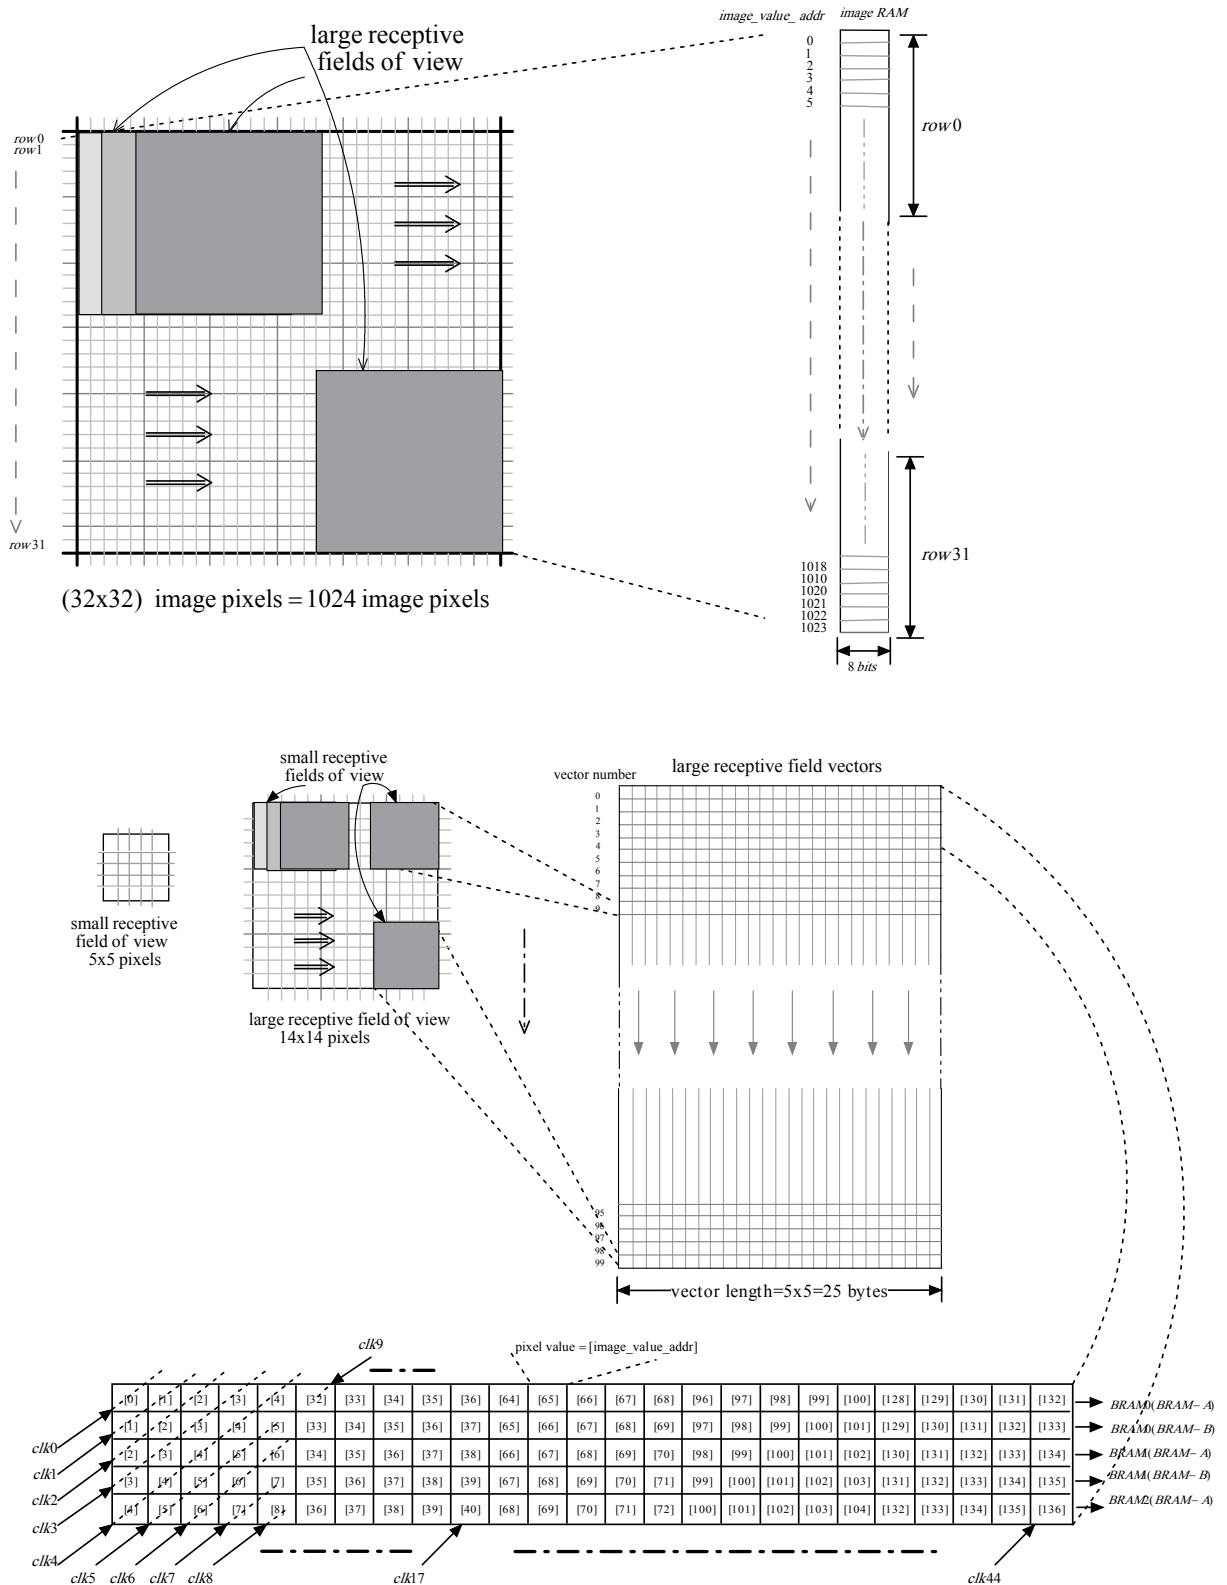 large receptive
fields of view
image_value_ addr
image RAM
0
1
2
3
4
5
row0
row0
row1
row31
(32x32) image pixels = 1024 image pixels
1018
1010
1020
1021
1022
1023
row31
8 bits
small receptive
fields of view
small receptive
field of view
5x5 pixels
large receptive field of view
14x14 pixels
vector number
large receptive field vectors
0
1
2
3
4
5
6
7
8
9
95
96
97
98
99
vector length=5x5=25 bytes
clk9
pixel value = [image_value_addr]
[0] [1] [2] [3] [4] [32] [33] [34] [35] [36] [64] [65] [66] [67] [68] [96] [97] [98] [99] [100] [128] [129] [130] [131] [132] BRAM0(BRAM-A)
[1] [2] [3] [4] [5] [33] [34] [35] [36] [37] [65] [66] [67] [68] [69] [97] [98] [99] [100] [101] [129] [130] [131] [132] [133] BRAM0(BRAM-B)
[2] [3] [4] [5] [6] [34] [35] [36] [37] [38] [66] [67] [68] [69] [70] [98] [99] [100] [101] [102] [130] [131] [132] [133] [134] BRAM1(BRAM-A)
[3] [4] [5] [6] [7] [35] [36] [37] [38] [39] [67] [68] [69] [70] [71] [99] [100] [101] [102] [103] [131] [132] [133] [134] [135] BRAM1(BRAM-B)
[4] [5] [6] [7] [8] [36] [37] [38] [39] [40] [68] [69] [70] [71] [72] [100] [101] [102] [103] [104] [132] [133] [134] [135] [136] BRAM2(BRAM-A)
clk0
clk1
clk2
clk3
clk4
clk5 clk6 clk7 clk8 clk17 clk44